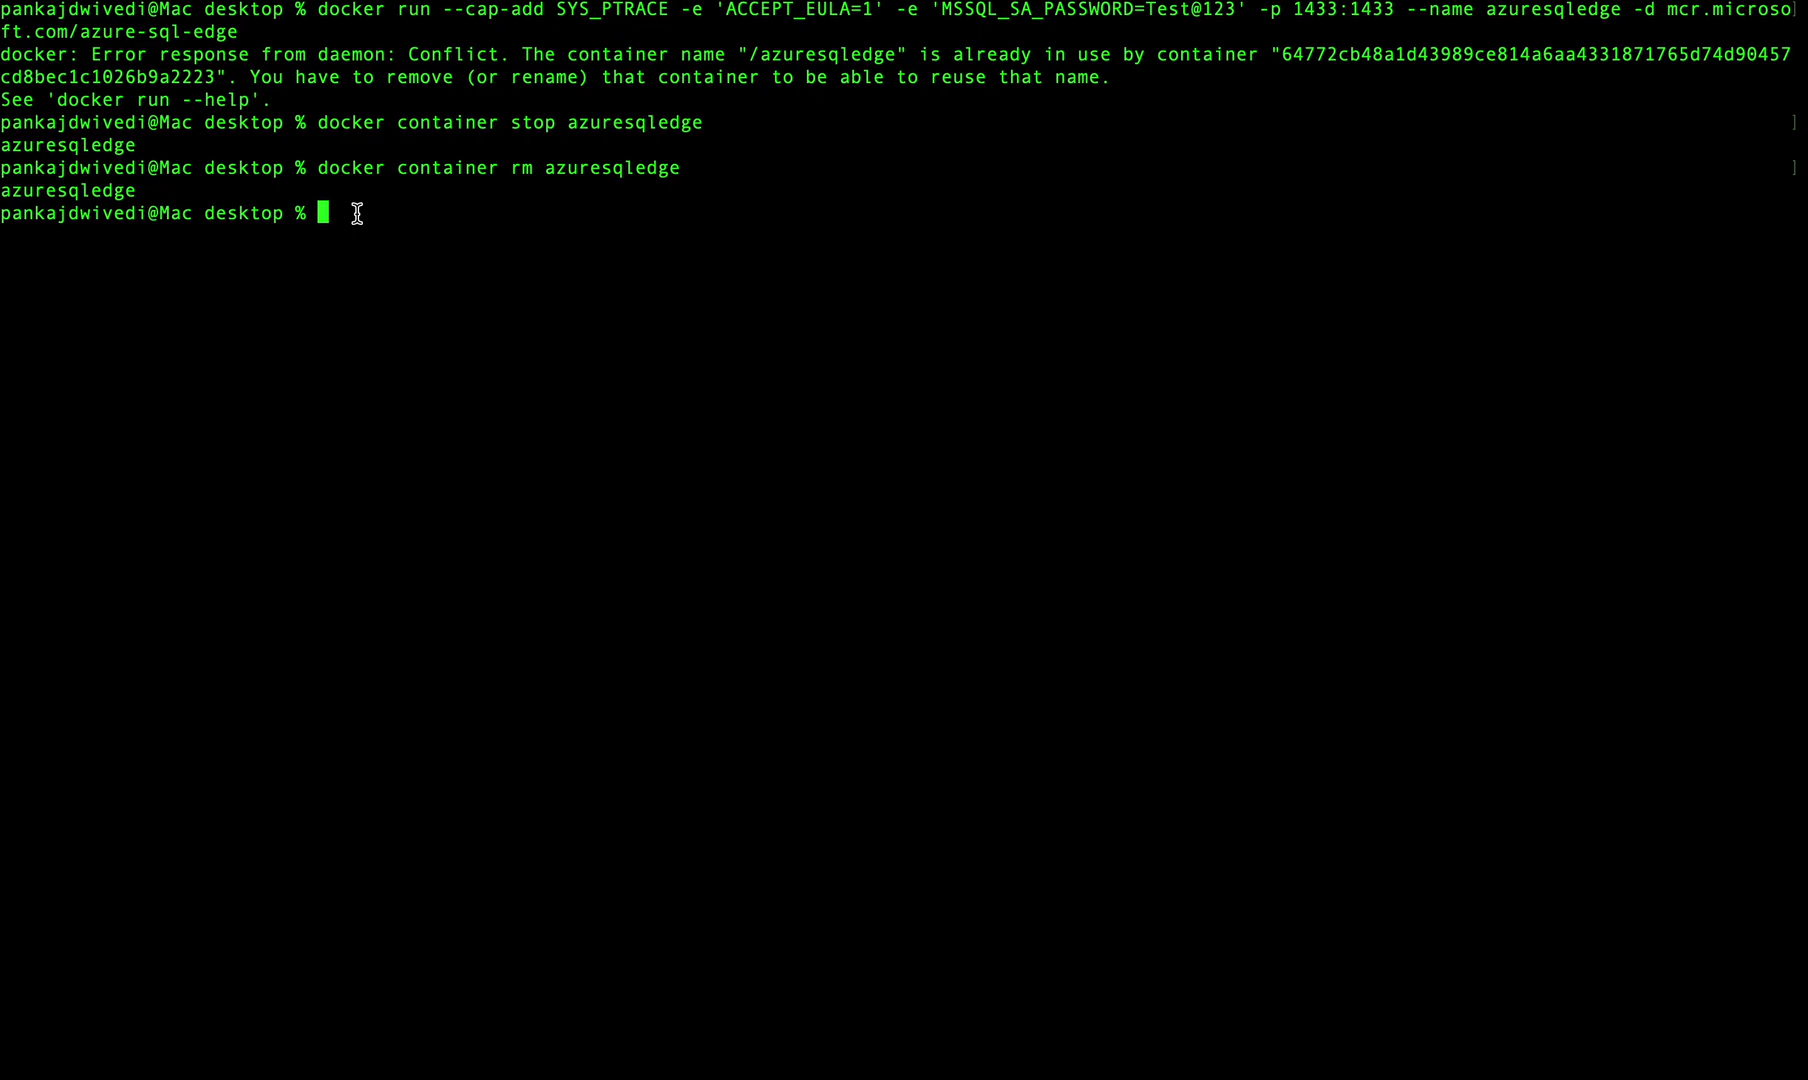 pankajdwivedi@Mac desktop % docker run --cap-add SYS_PTRACE -e 'ACCEPT_EULA=1' -e 'MSSQL_SA_PASSWORD=Test@123' -p 1433:1433 --name azuresqledge -d mcr.microso]
ft.com/azure-sql-edge
docker: Error response from daemon: Conflict. The container name "/azuresqledge" is already in use by container "64772cb48a1d43989ce814a6aa4331871765d74d90457
cd8bec1c1026b9a2223". You have to remove (or rename) that container to be able to reuse that name.
See 'docker run --help'.
pankajdwivedi@Mac desktop % docker container stop azuresqledge ]
azuresqledge
pankajdwivedi@Mac desktop % docker container rm azuresqledge ]
azuresqledge
pankajdwivedi@Mac desktop %